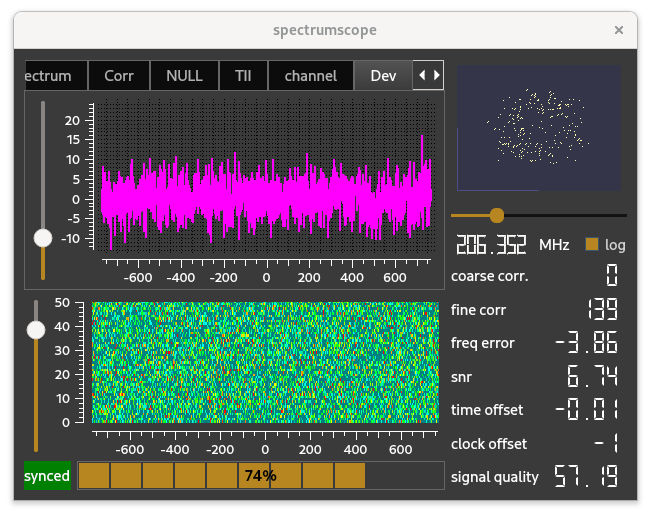 spectrumscope
ectrum Corr NULL TII channel Dev
20
15
10
5
0
-5
-10
-600 -400 -200 0 200 400 600
206.352 MHz log
coarse corr. 0
fine corr 139
freq error -3.86
snr 6.74
time offset -0.01
clock offset -1
signal quality 57.19
50
40
30
20
10
0
-600 -400 -200 0 200 400 600
synced 74%